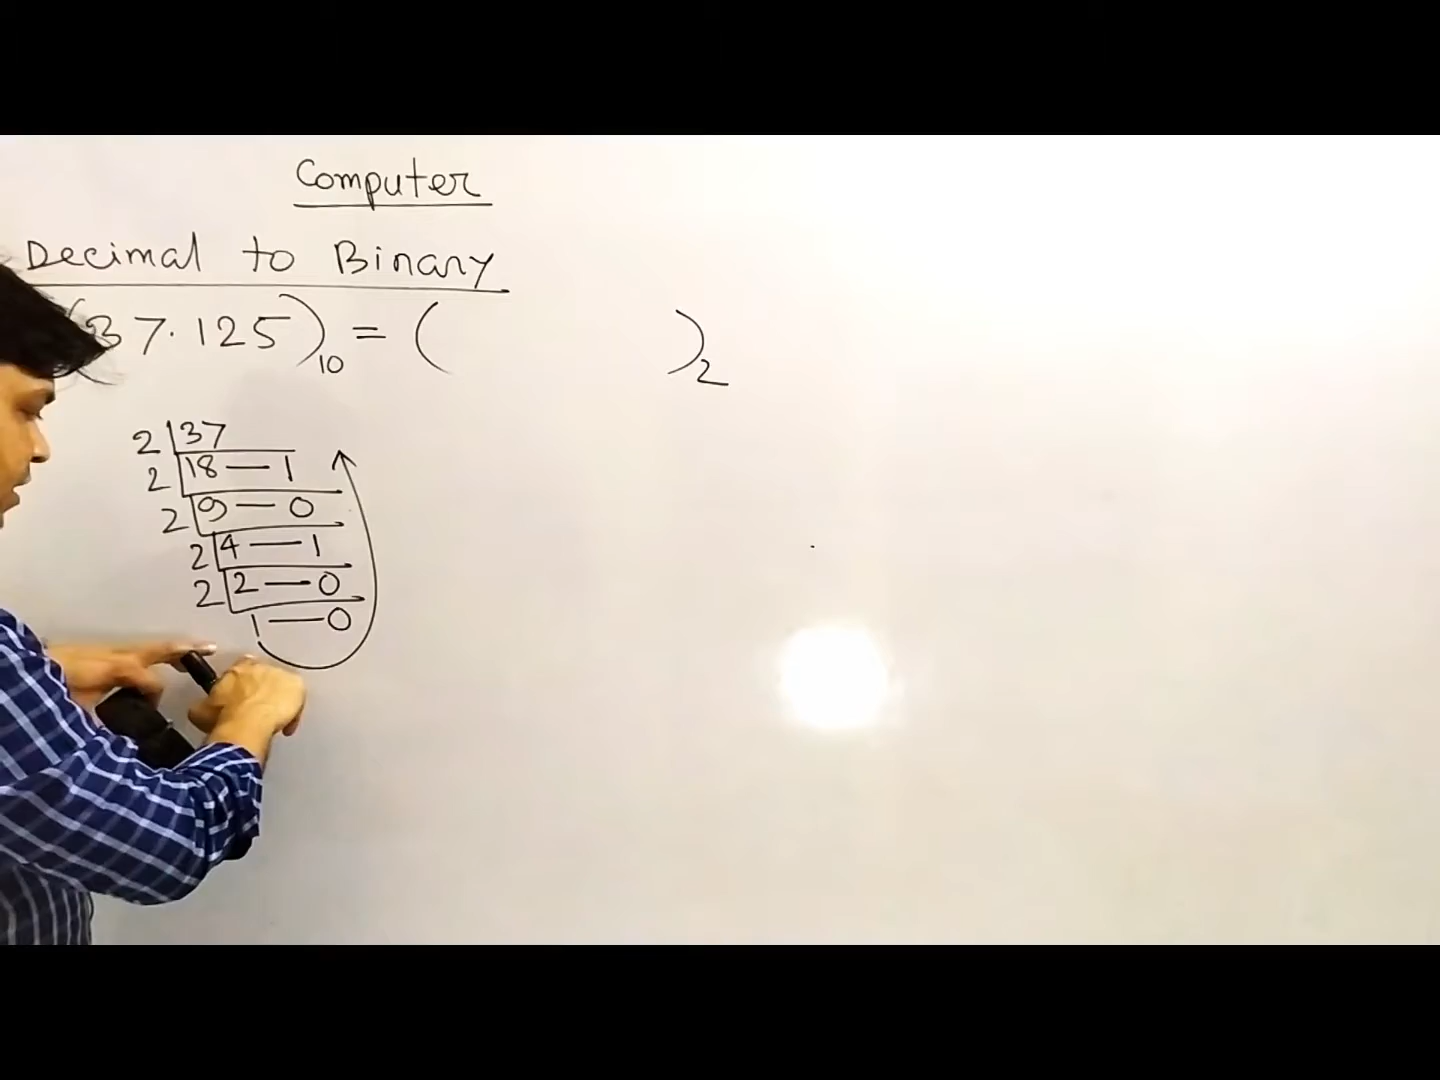 Computer
Decimal to Binary
(37.125)10 = ( )2
2 37
2 18 — 1
2 9 — 0
2 4 — 1
2 2 — 0
1 — 0